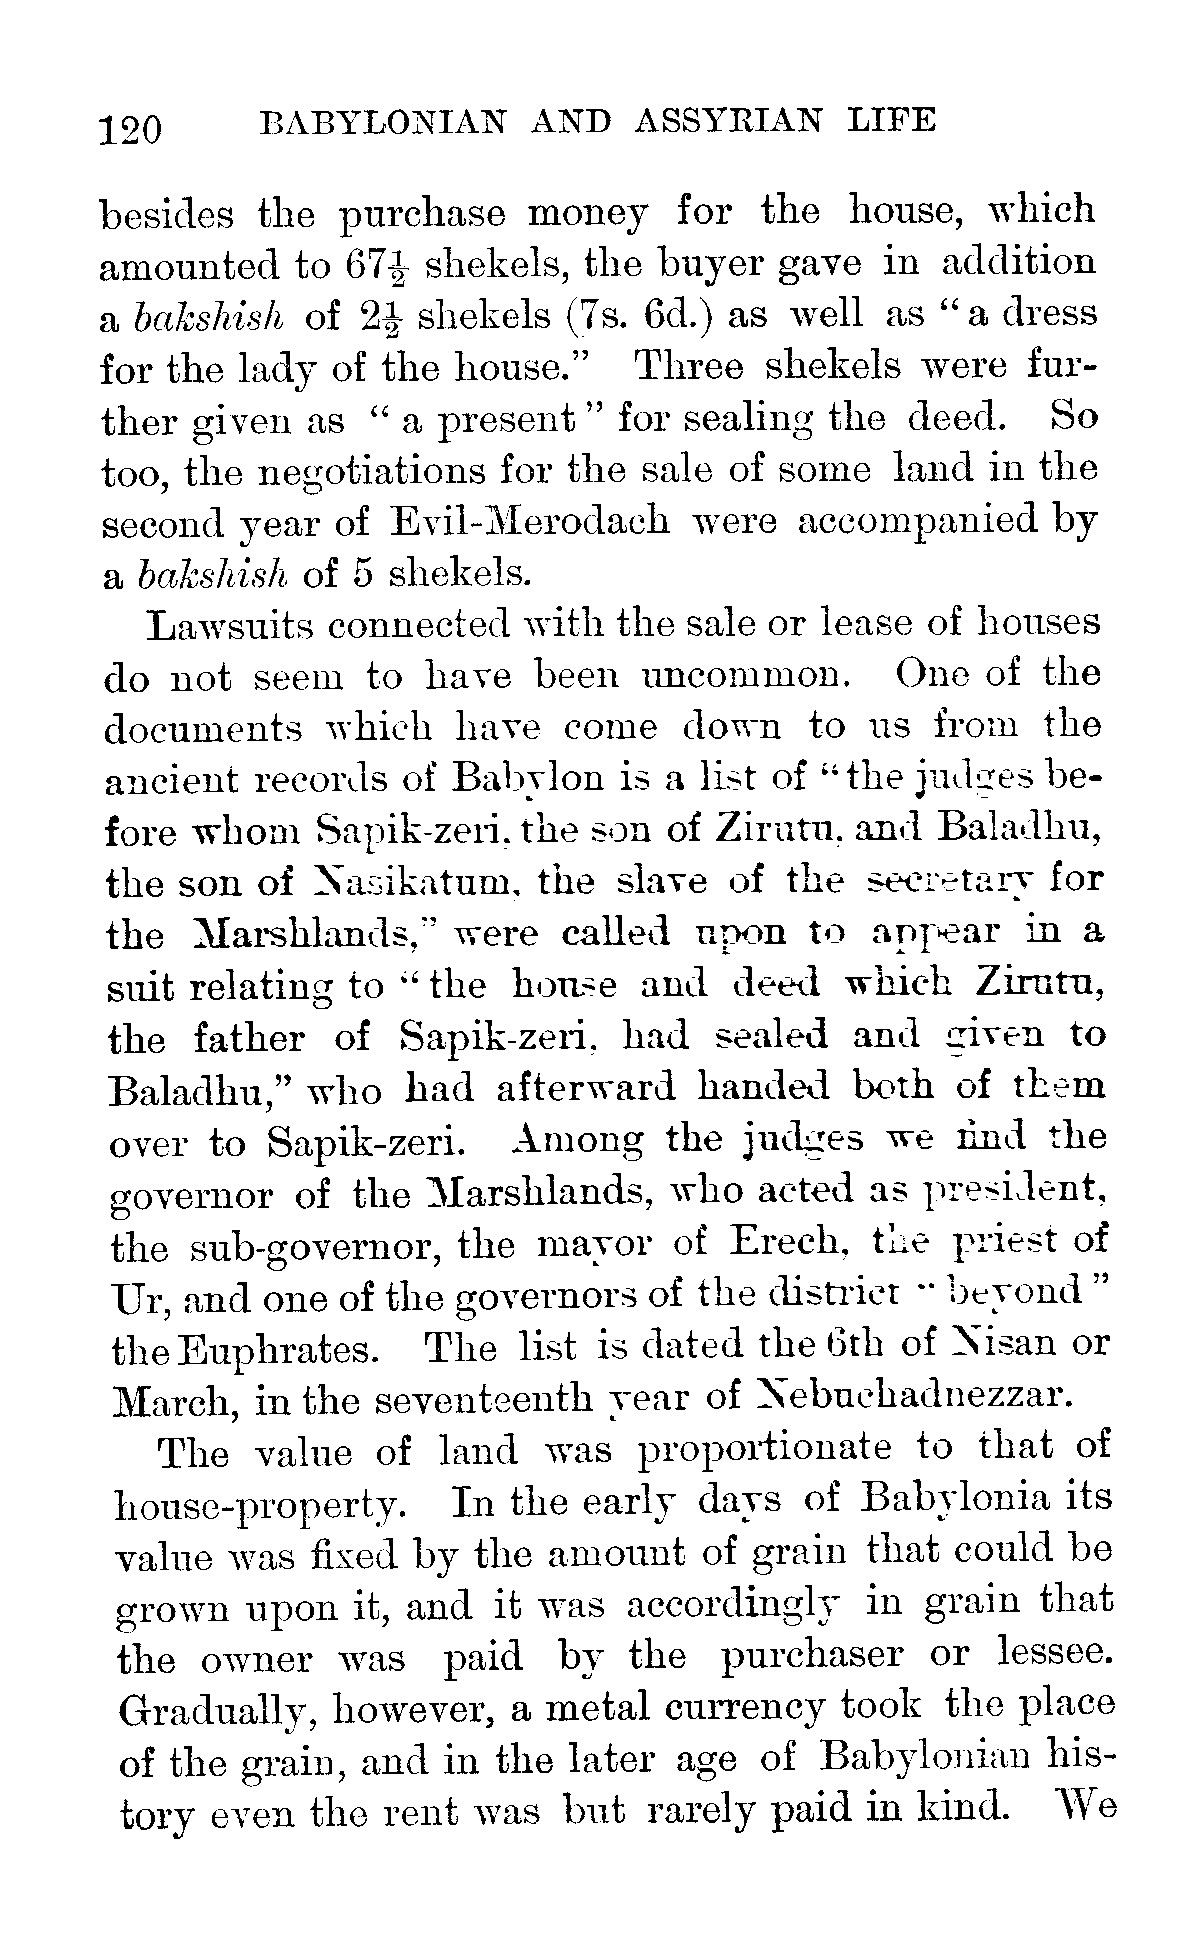 120 BABYLONIAN AND ASSYRIAN LIFE
besides the purchase money for the house, which
amounted to 67½ shekels, the buyer gave in addition
a bakshish of 2½ shekels (7s. 6d.) as well as “a dress
for the lady of the house.” Three shekels were fur-
ther given as “a present” for sealing the deed. So
too, the negotiations for the sale of some land in the
second year of Evil-Merodach were accompanied by
a bakshish of 5 shekels.
Lawsuits connected with the sale or lease of houses
do not seem to have been uncommon. One of the
documents which have come down to us from the
ancient records of Babylon is a list of “the judges be-
fore whom Sapik-zeri, the son of Zirutu, and Baladhu,
the son of Nasikatum, the slave of the secretary for
the Marshlands,” were called upon to appear in a
suit relating to “the house and deed which Zirutu,
the father of Sapik-zeri, had sealed and given to
Baladhu,” who had afterward handed both of them
over to Sapik-zeri. Among the judges we find the
governor of the Marshlands, who acted as president,
the sub-governor, the mayor of Erech, the priest of
Ur, and one of the governors of the district “beyond”
the Euphrates. The list is dated the 6th of Nisan or
March, in the seventeenth year of Nebuchadnezzar.
The value of land was proportionate to that of
house-property. In the early days of Babylonia its
value was fixed by the amount of grain that could be
grown upon it, and it was accordingly in grain that
the owner was paid by the purchaser or lessee.
Gradually, however, a metal currency took the place
of the grain, and in the later age of Babylonian his-
tory even the rent was but rarely paid in kind. We